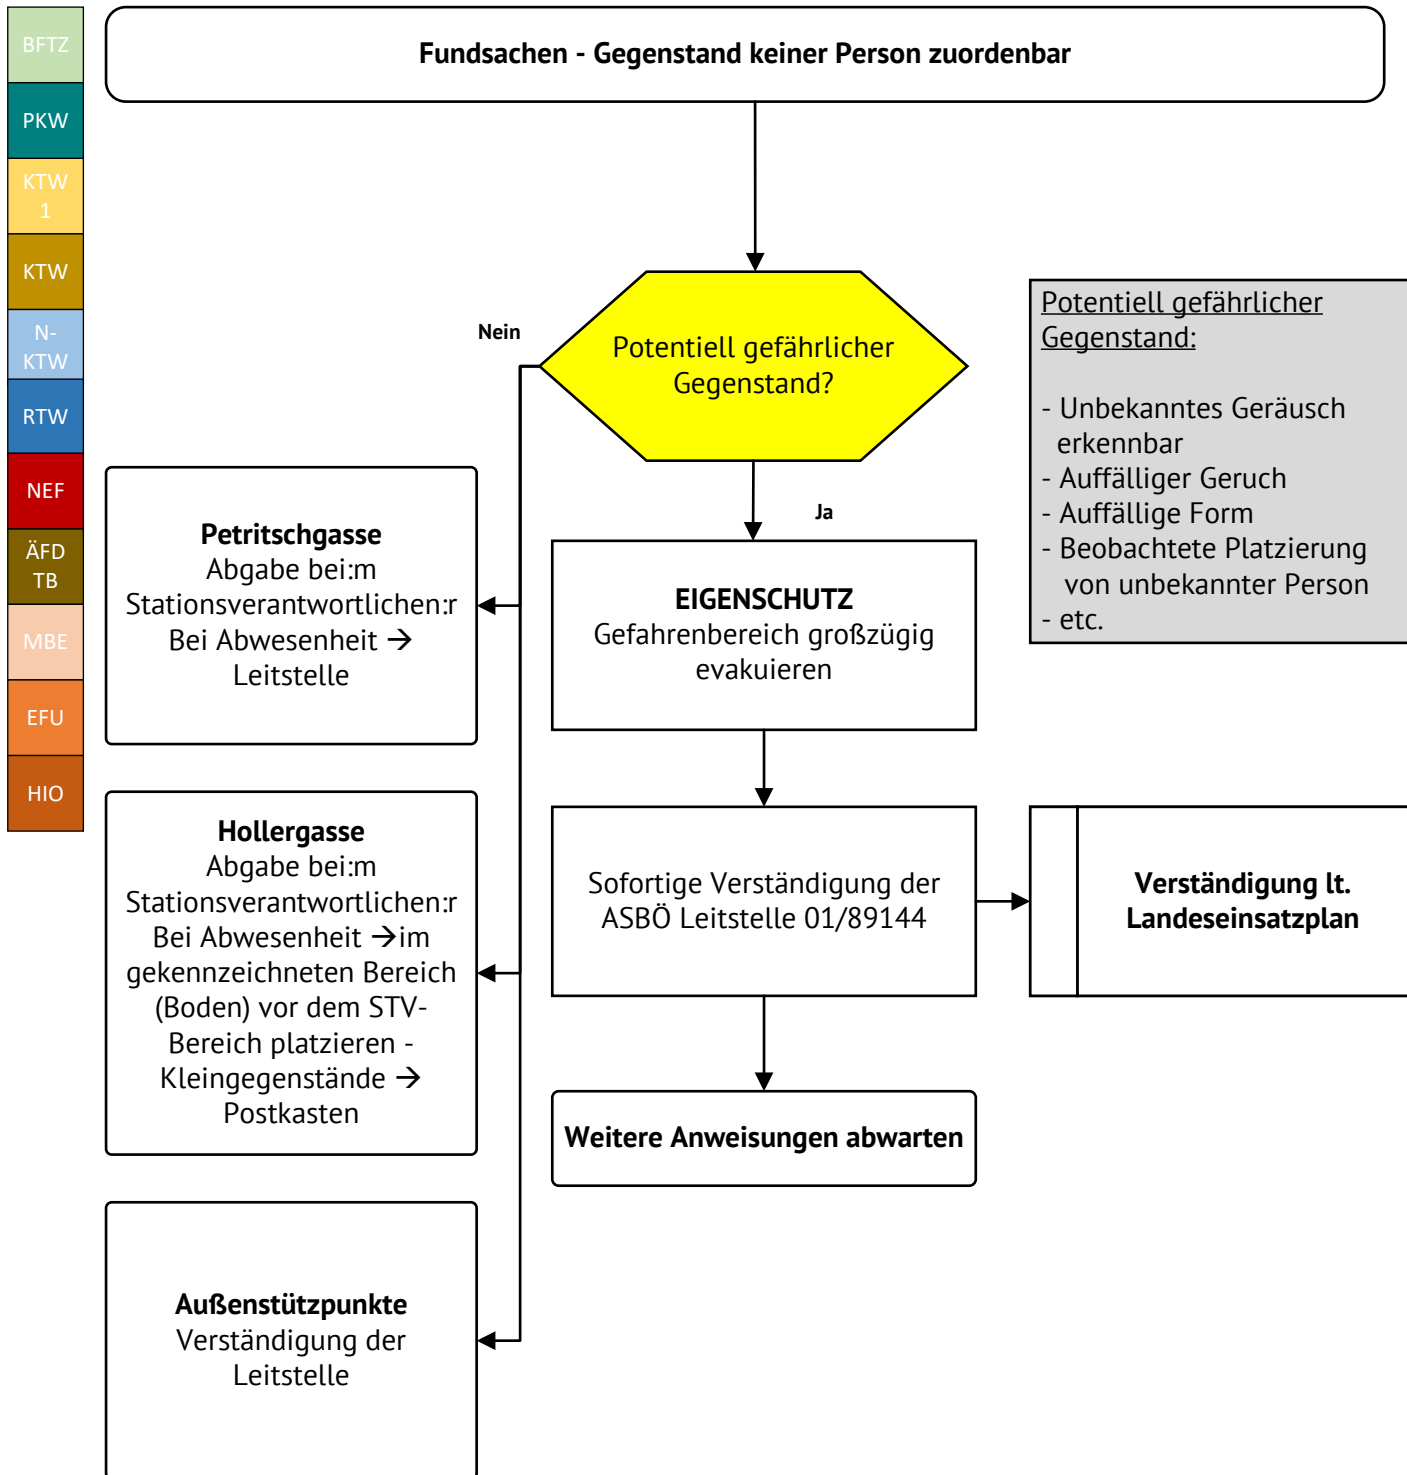 BFTZ
PKW
KTW
1
KTW
N-
KTW
RTW
NEF
ÄFD
TB
MBE
EFU
HIO
Fundsachen - Gegenstand keiner Person zuordenbar
Nein
Potentiell gefährlicher
Gegenstand?
Potentiell gefährlicher
Gegenstand:
- Unbekanntes Geräusch
erkennbar
- Auffälliger Geruch
- Auffällige Form
- Beobachtete Platzierung
von unbekannter Person
- etc.
Ja
Petritschgasse
Abgabe bei:m
Stationsverantwortlichen:r
Bei Abwesenheit →
Leitstelle
EIGENSCHUTZ
Gefahrenbereich großzügig
evakuieren
Hollergasse
Abgabe bei:m
Stationsverantwortlichen:r
Bei Abwesenheit →im
gekennzeichneten Bereich
(Boden) vor dem STV-
Bereich platzieren -
Kleingegenstände →
Postkasten
Sofortige Verständigung der
ASBÖ Leitstelle 01/89144
Verständigung lt.
Landeseinsatzplan
Weitere Anweisungen abwarten
Außenstützpunkte
Verständigung der
Leitstelle